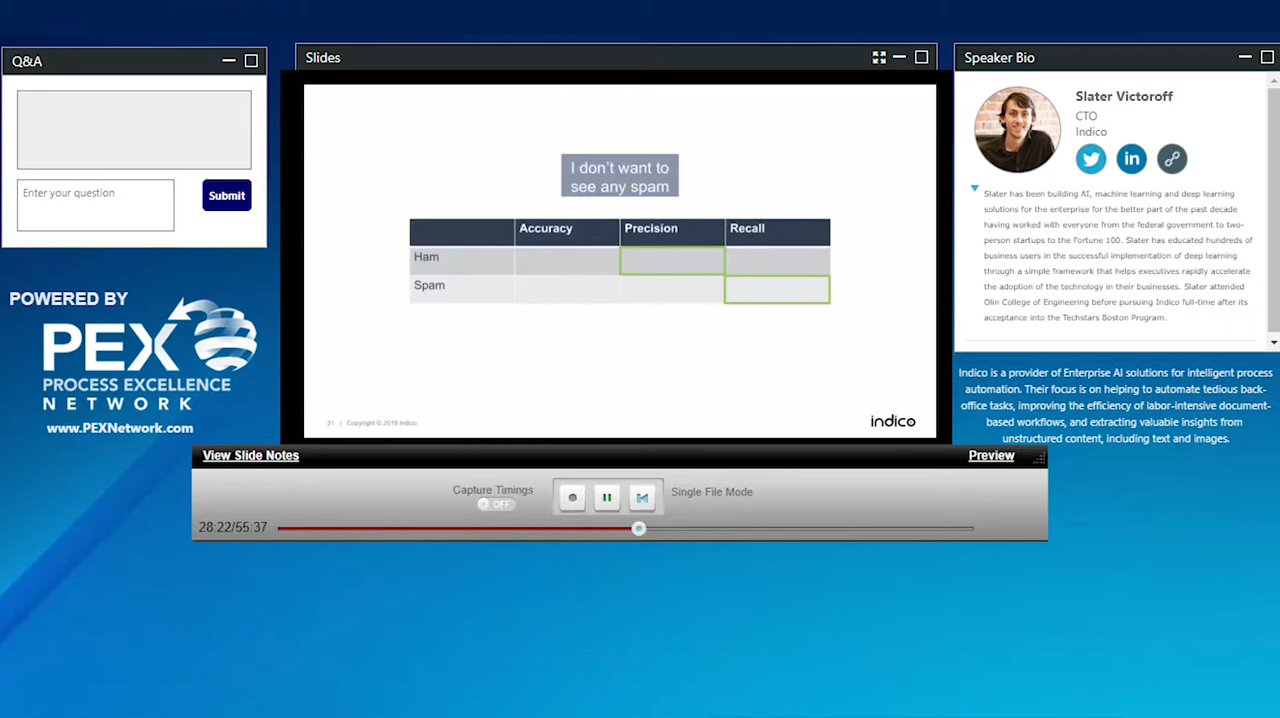 Q&A
Enter your question
Submit
POWERED BY
PEX
PROCESS EXCELLENCE
NETWORK
www.PEXNetwork.com
Slides
I don't want to
see any spam
Accuracy Precision Recall
Ham
Spam
31 | Copyright © 2019 Indico
indico
View Slide Notes
Preview
Capture Timings
OFF
Single File Mode
28:22/55:37
Speaker Bio
Slater Victoroff
CTO
Indico
in
Slater has been building AI, machine learning and deep learning
solutions for the enterprise for the better part of the past decade
having worked with everyone from the federal government to two-
person startups to the Fortune 100. Slater has educated hundreds of
business users in the successful implementation of deep learning
through a simple framework that helps executives rapidly accelerate
the adoption of the technology in their businesses. Slater attended
Olin College of Engineering before pursuing Indico full-time after its
acceptance into the Techstars Boston Program.
Indico is a provider of Enterprise AI solutions for intelligent process
automation. Their focus is on helping to automate tedious back-
office tasks, improving the efficiency of labor-intensive document-
based workflows, and extracting valuable insights from
unstructured content, including text and images.